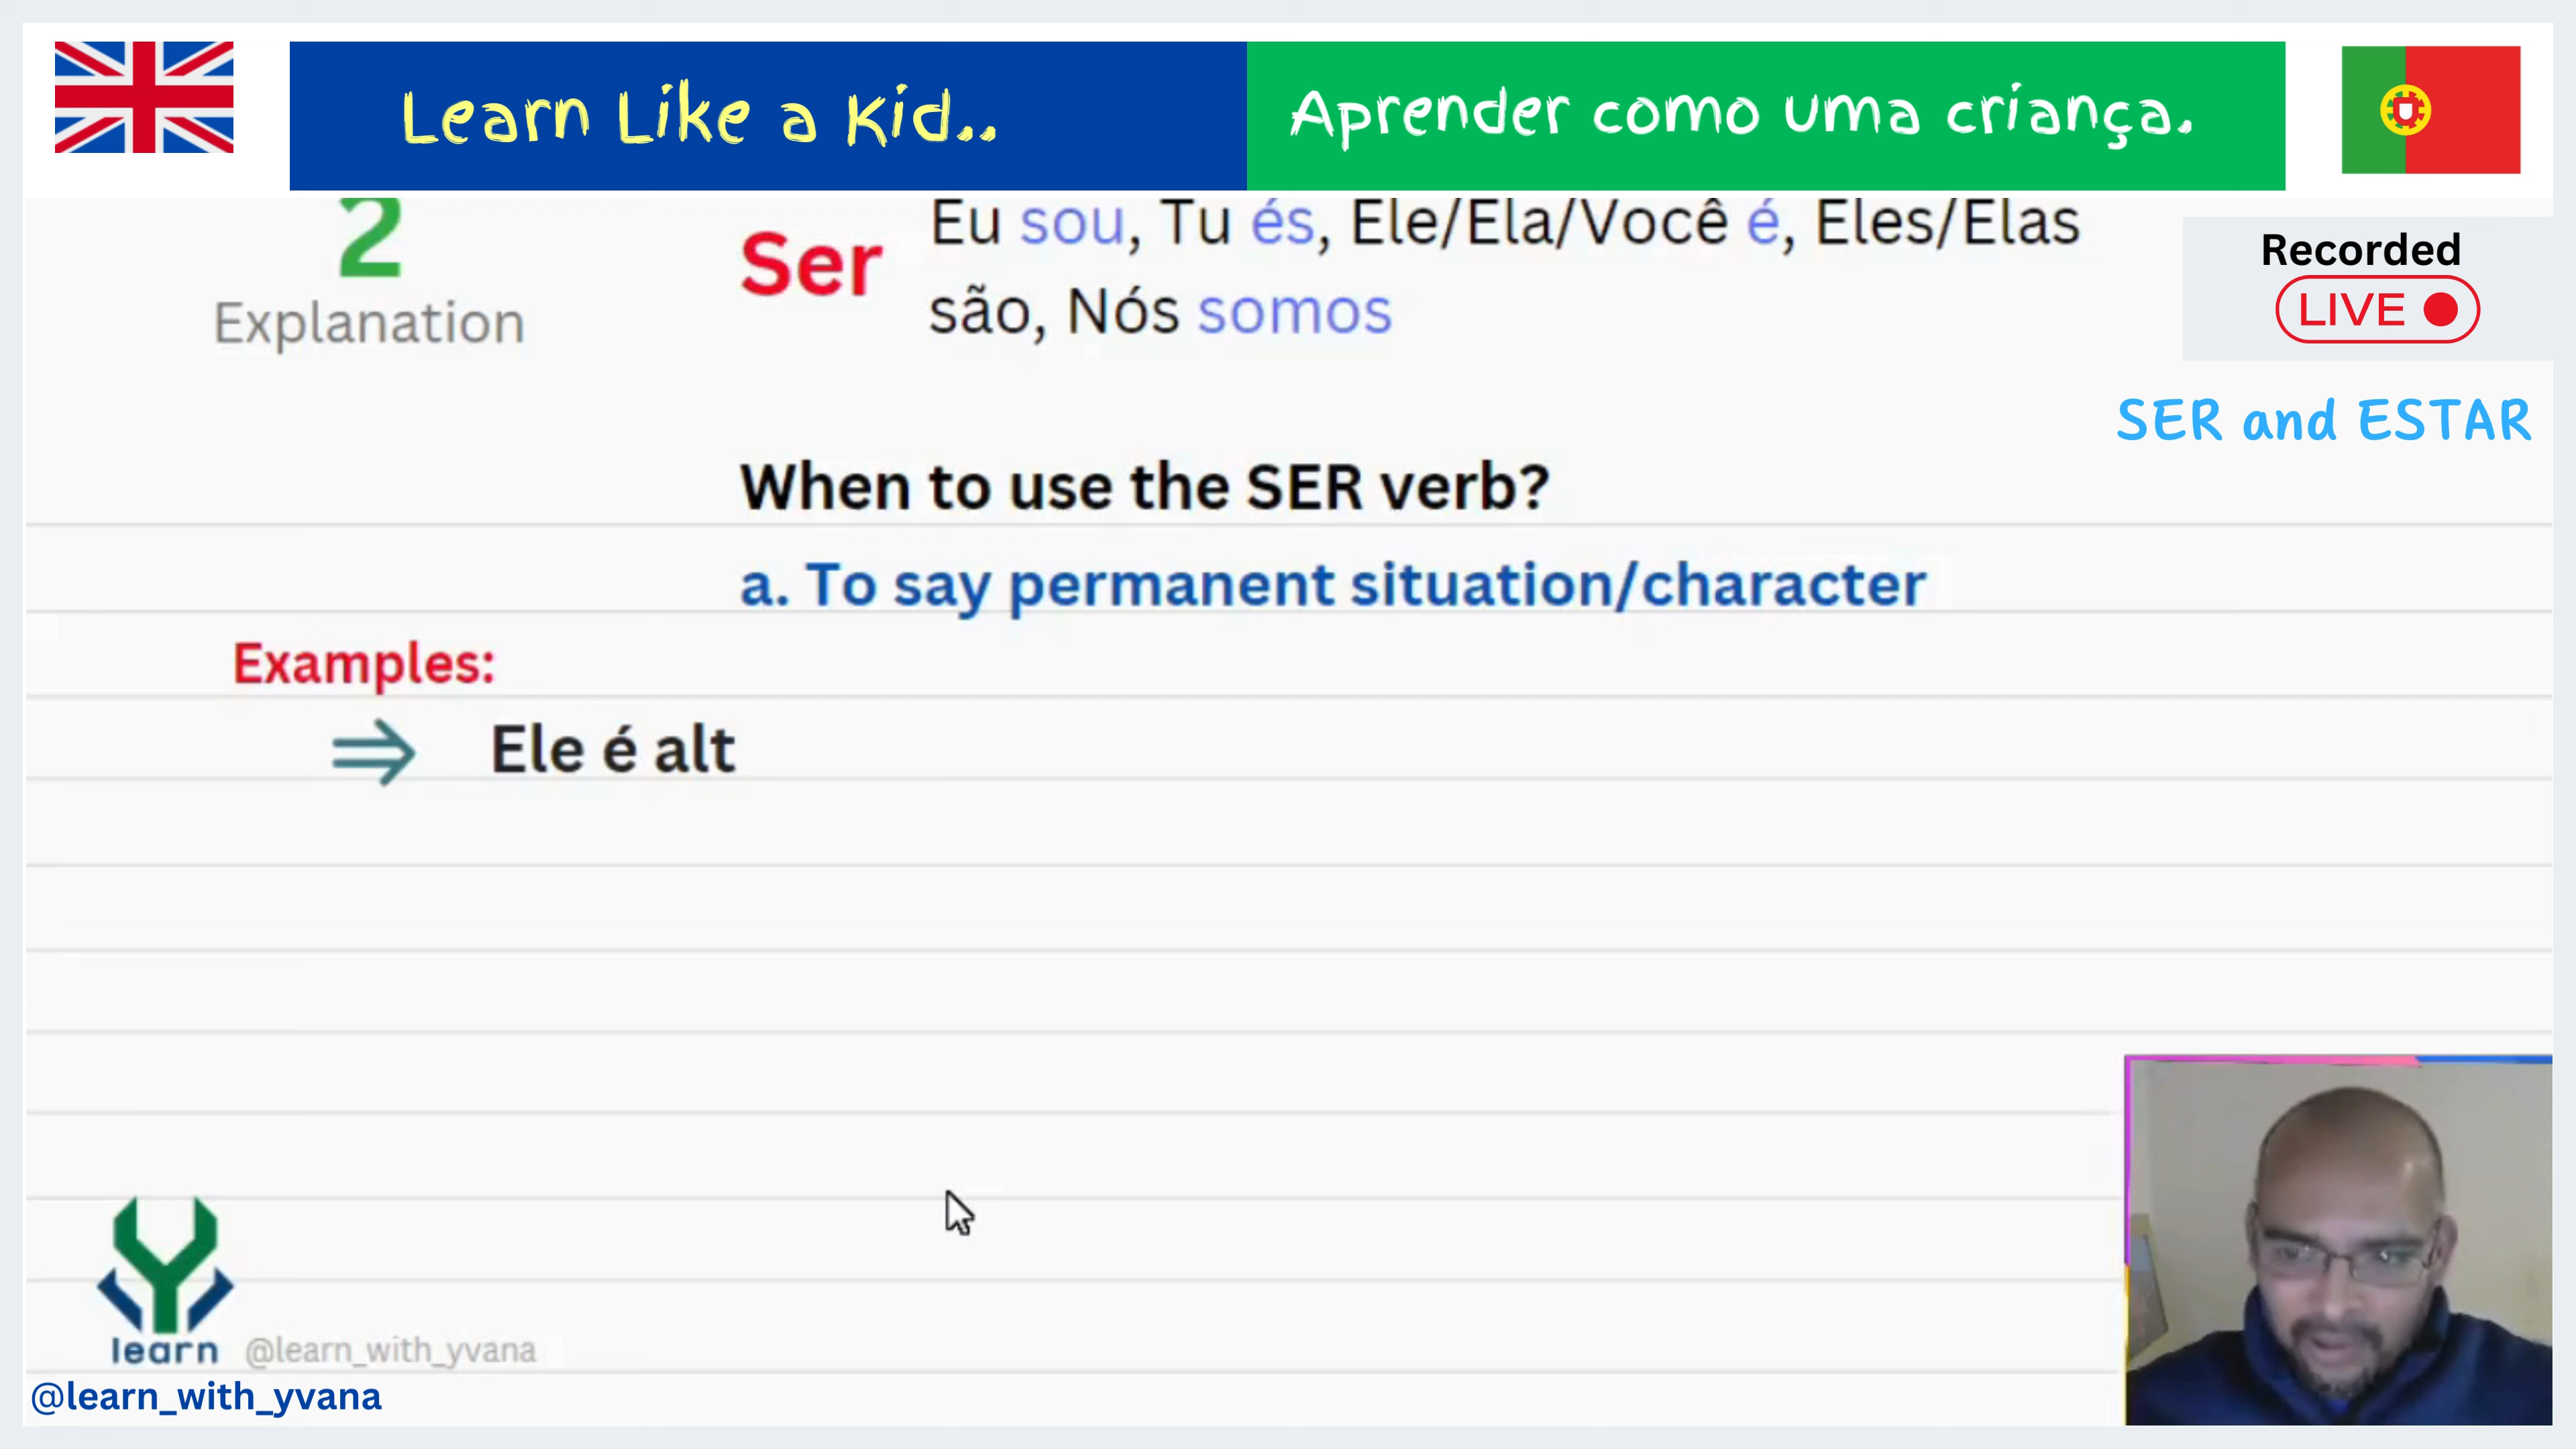 Learn Like a Kid..
Aprender como uma criança.
2
Explanation
Ser
Eu sou, Tu és, Ele/Ela/Você é, Eles/Elas
são, Nós somos
Recorded
LIVE
SER and ESTAR
When to use the SER verb?
a. To say permanent situation/character
Examples:
⇒ Ele é alt
learn
@learn_with_yvana
@learn_with_yvana